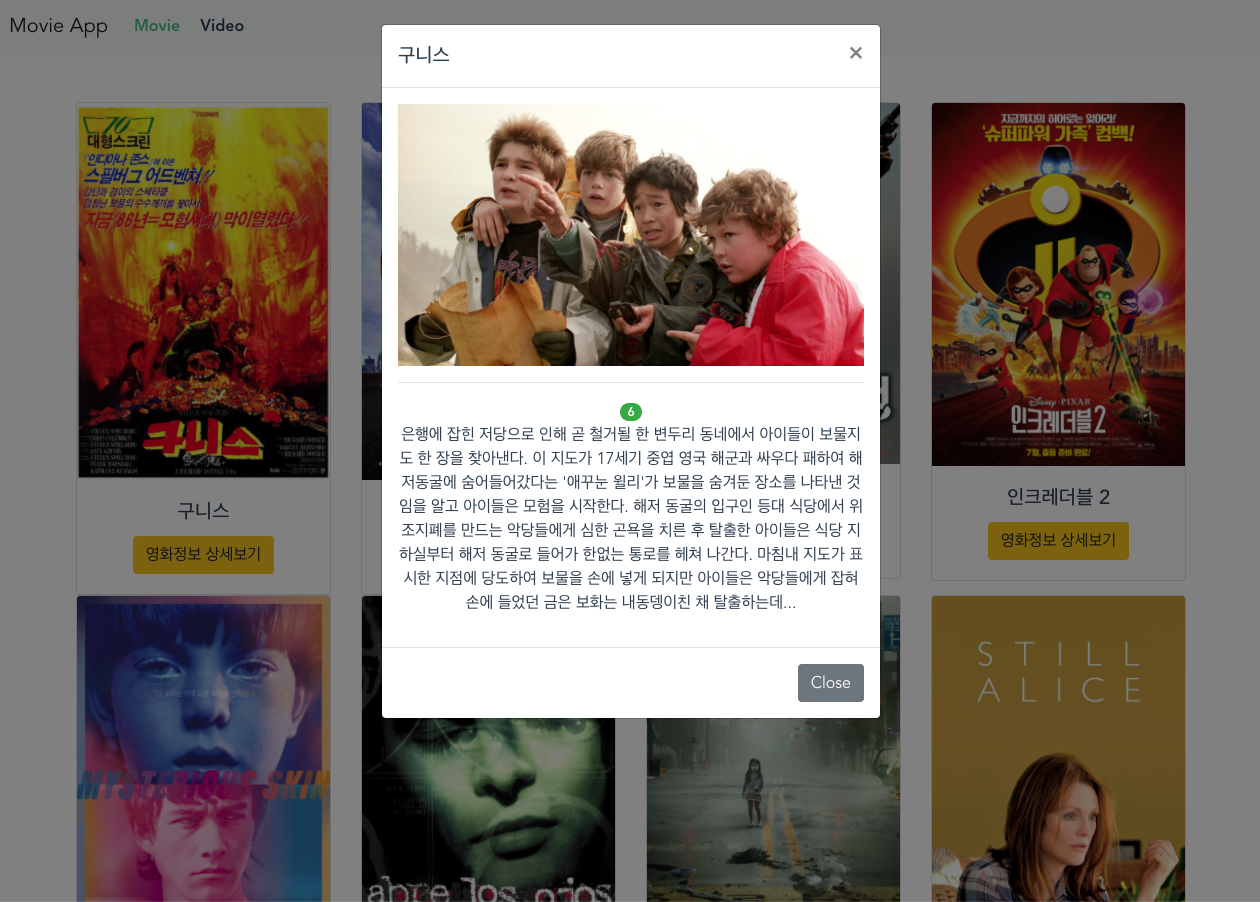 Movie App Movie Video
구니스 ×
6
은행에 잡힌 저당으로 인해 곧 철거될 한 변두리 동네에서 아이들이 보물지
도 한 장을 찾아낸다. 이 지도가 17세기 중엽 영국 해군과 싸우다 패하여 해
저동굴에 숨어들어갔다는 '애꾸눈 윌리'가 보물을 숨겨둔 장소를 나타낸 것
임을 알고 아이들은 모험을 시작한다. 해저 동굴의 입구인 등대 식당에서 위
조지폐를 만드는 악당들에게 심한 곤욕을 치른 후 탈출한 아이들은 식당 지
하실부터 해저 동굴로 들어가 한없는 통로를 헤쳐 나간다. 마침내 지도가 표
시한 지점에 당도하여 보물을 손에 넣게 되지만 아이들은 악당들에게 잡혀
손에 들었던 금은 보화는 내동뎅이친 채 탈출하는데...
Close
70
대형스크린
'인디아나 존스'에 이은
스필버그 어드벤쳐!!
지금 86년=모험시대 막이열렸다!!
구니스
구니스
영화정보 상세보기
지금까지의 히어로는 잊어라!
'슈퍼파워 가족' 컴백!
Disney PIXAR
인크레더블 2
7월, 출동 준비 완료!
인크레더블 2
영화정보 상세보기
MYSTERIOUS SKIN
abre los ojos
STILL
ALICE